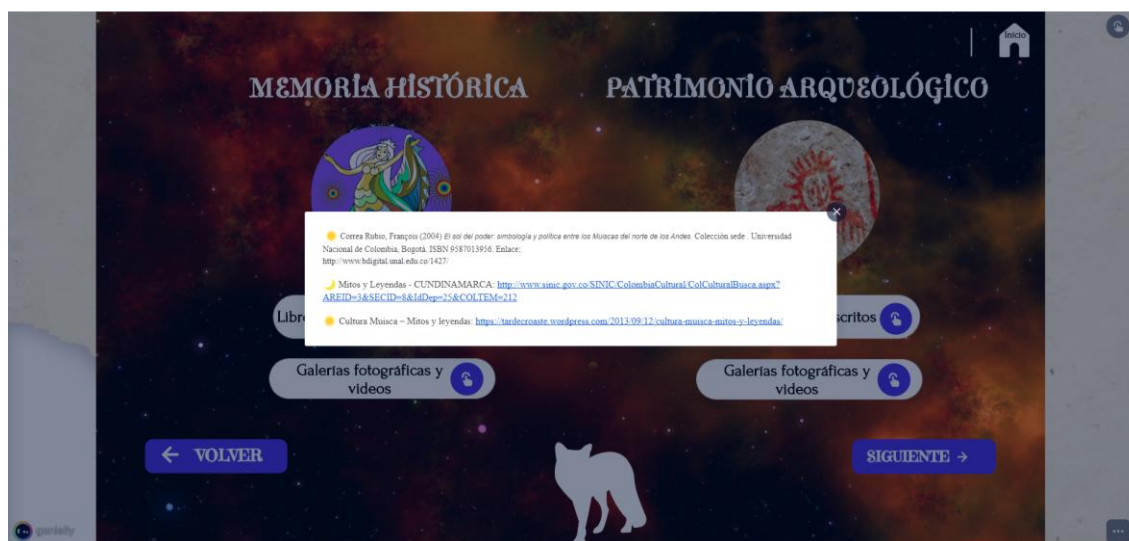 Inicio
MEMORIA HISTÓRICA
PATRIMONIO ARQUEOLÓGICO
Correa Rubio, François (2004) El sol del poder: simbología y política entre los Muiscas del norte de los Andes. Colección sede . Universidad
Nacional de Colombia, Bogotá. ISBN 9587013956. Enlace:
http://www.bdigital.unal.edu.co/1427/
Mitos y Leyendas - CUNDINAMARCA: http://www.sinic.gov.co/SINIC/ColombiaCultural/ColCulturalBusca.aspx?
AREID=3&SECID=8&IdDep=25&COLTEM=212
Cultura Muisca – Mitos y leyendas: https://tardecroaste.wordpress.com/2013/09/12/cultura-muisca-mitos-y-leyendas/
Libro
critos
Galerías fotográficas y
videos
Galerías fotográficas y
videos
VOLVER
SIGUIENTE
genially